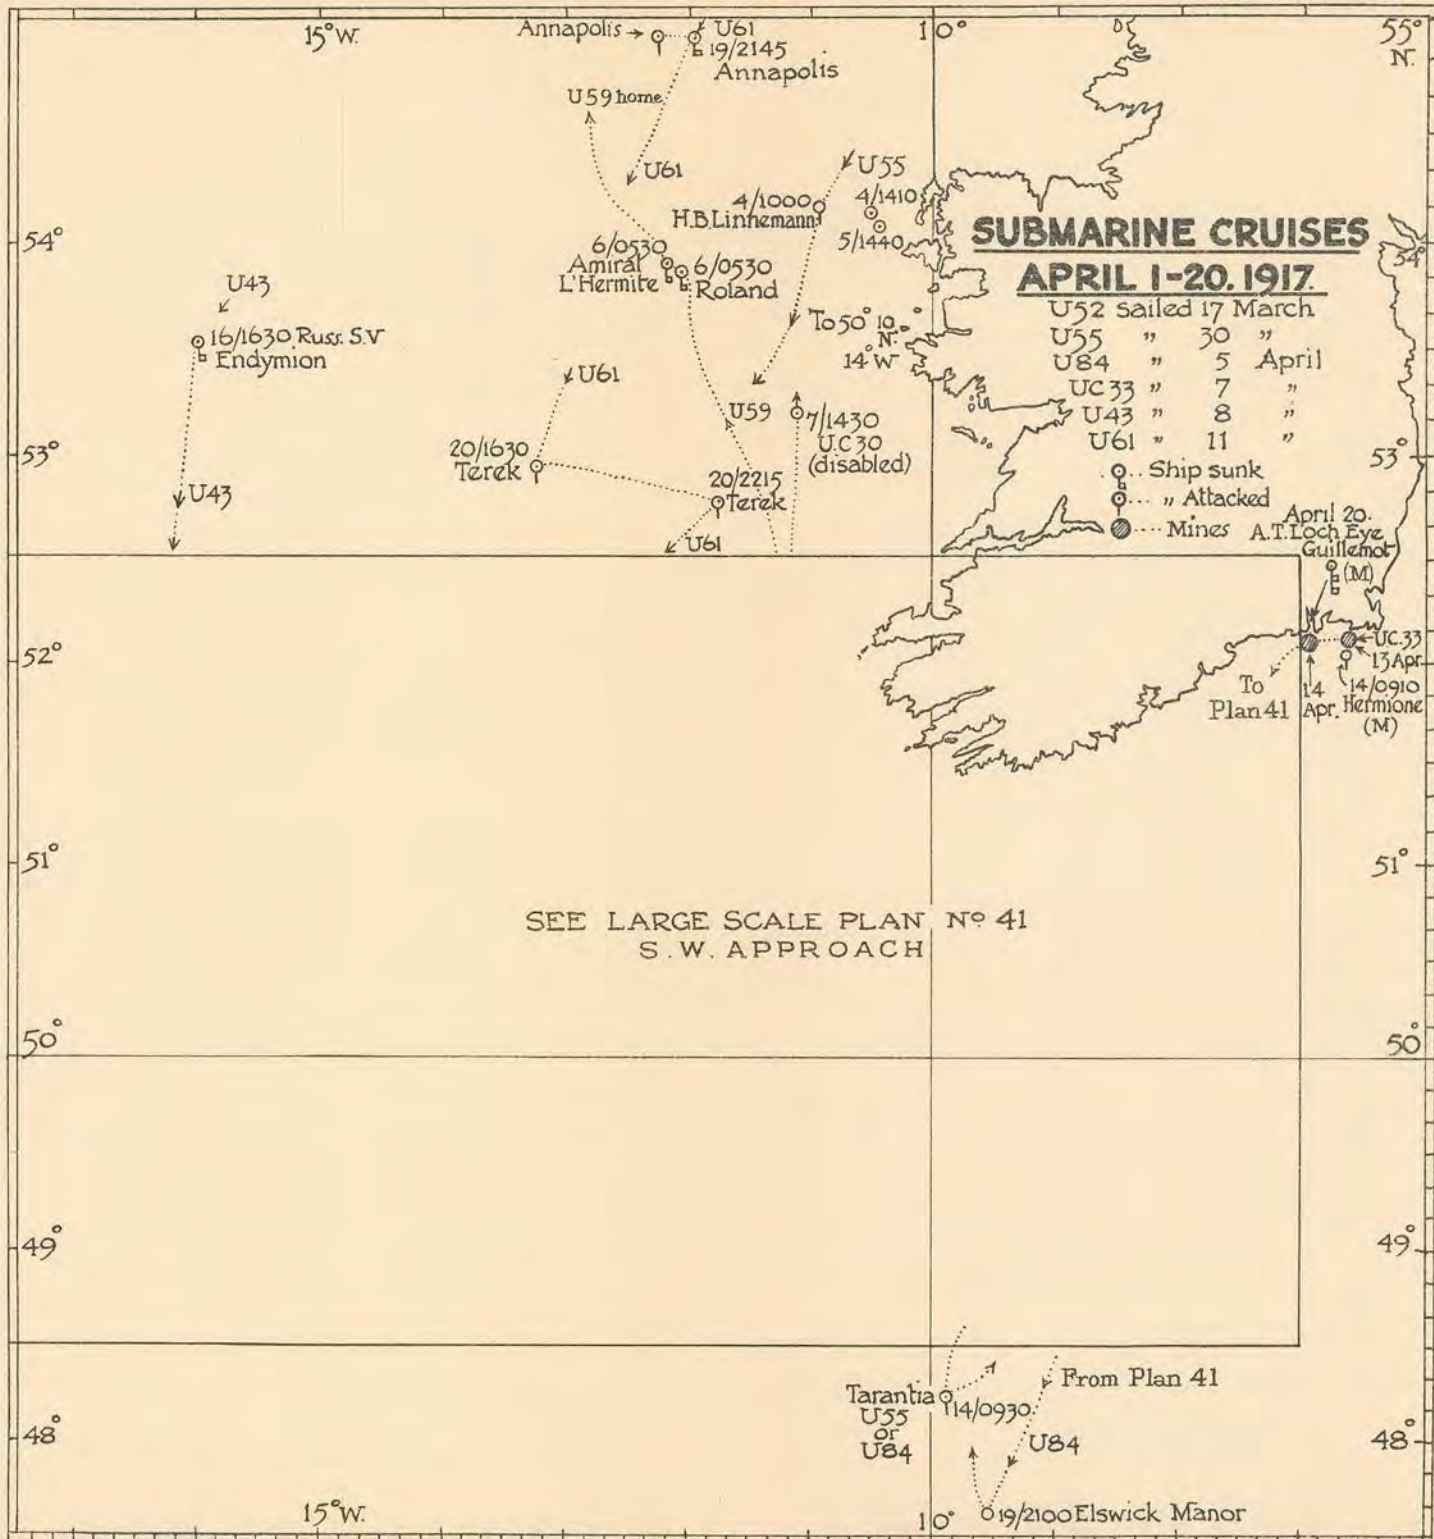 15° W.
Annapolis →
U61
19/2145
Annapolis
10°
55°
N.
U59 home
U61
U55
4/1000
H.B.Linneman
4/1410
5/1440
54°
SUBMARINE CRUISES
54°
APRIL 1-20. 1917.
U52 sailed 17 March
U55 " 30 "
U84 " 5 April
UC33 " 7 "
U43 " 8 "
U61 " 11 "
Ship sunk
" Attacked
Mines
6/0530
Amiral
L'Hermite
6/0530
Roland
U43
16/1630 Russ. S.V
Endymion
To 50° 10
N.
14° W
U61
U59
7/1430
U.C 30
(disabled)
53°
53°
20/1630
Terek
20/2215
Terek
U43
U61
April 20.
A.T. Loch Eye
Guillemot
(M)
52°
UC.33
13 Apr
To
Plan 41
14
Apr.
14/0910
Hermione
(M)
51°
51°
SEE LARGE SCALE PLAN No 41
S.W. APPROACH
50°
50°
49°
49°
From Plan 41
Tarantia
U55
or
U84
14/0930
48°
48°
U84
15° W.
10°
19/2100 Elswick Manor